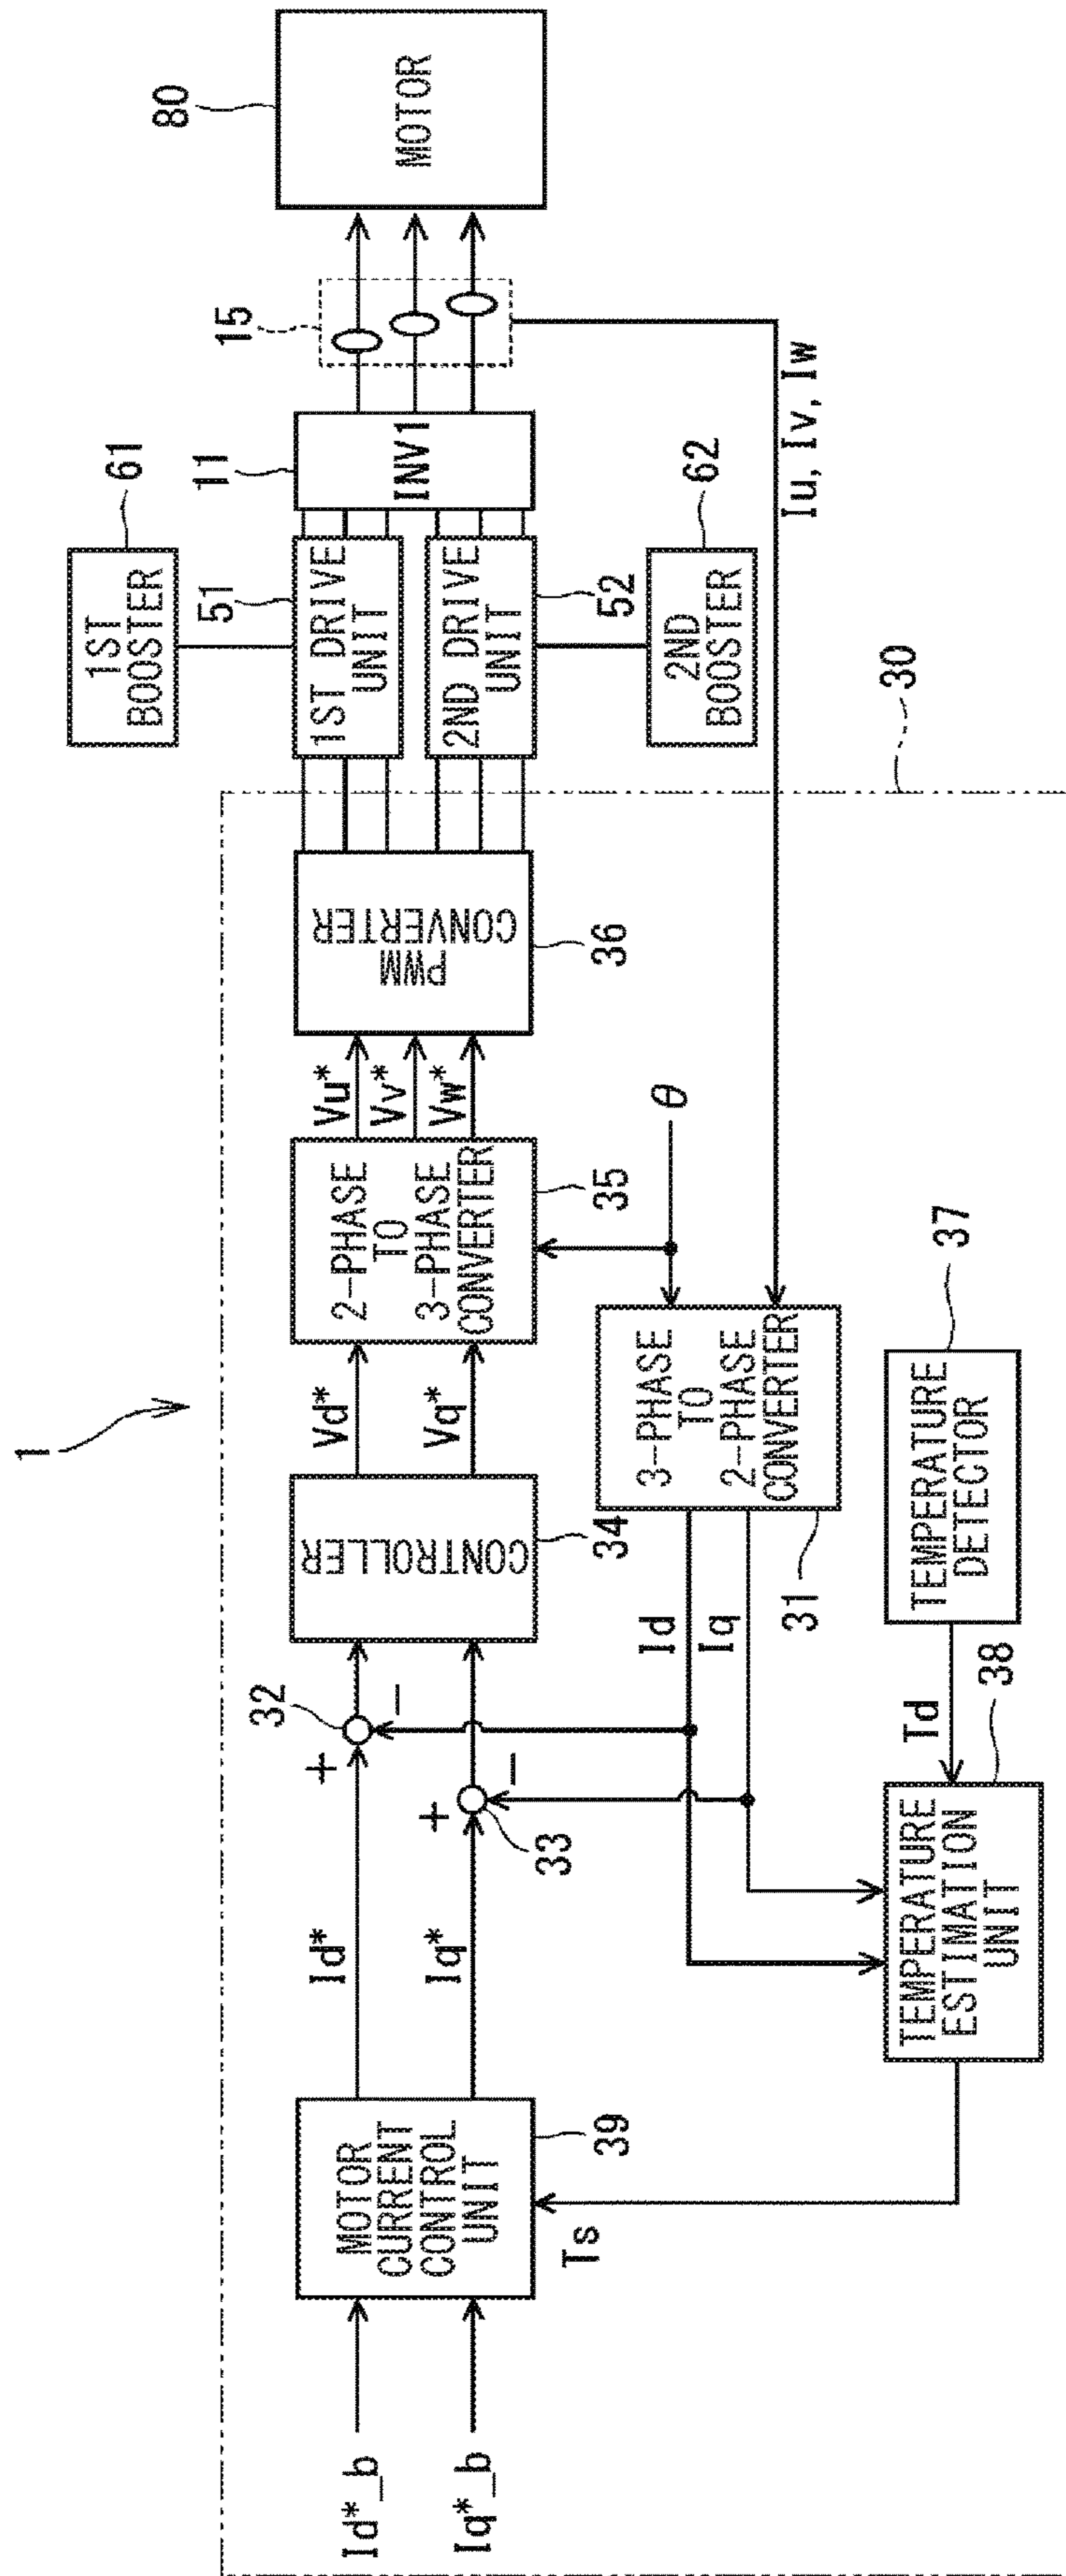 1
Id*_b
Iq*_b
MOTOR
CURRENT
CONTROL
UNIT
39
Ts
Id*
Iq*
+
−
32
+
−
33
CONTROLLER
34
Vd*
Vq*
2-PHASE
TO
3-PHASE
CONVERTER
35
Vu*
Vv*
Vw*
PWM
CONVERTER
36
1ST
BOOSTER
61
1ST DRIVE
UNIT
51
2ND DRIVE
UNIT
52
2ND
BOOSTER
62
INV1
11
15
MOTOR
80
Iu, Iv, Iw
30
θ
3-PHASE
TO
2-PHASE
CONVERTER
31
Id
Iq
TEMPERATURE
DETECTOR
37
Td
TEMPERATURE
ESTIMATION
UNIT
38